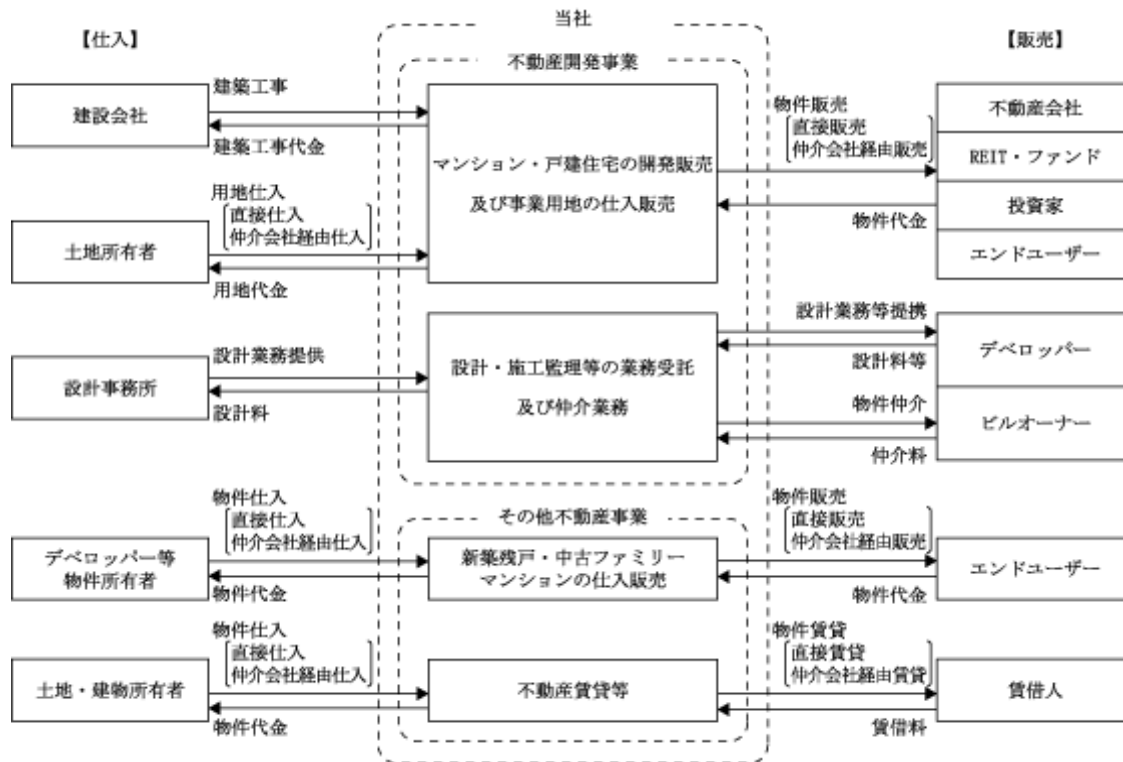 当社
【仕入】
【販売】
不動産開発事業
建設会社
建築工事
建築工事代金
土地所有者
用地仕入
直接仕入
仲介会社経由仕入
用地代金
マンション・戸建住宅の開発販売
及び事業用地の仕入販売
物件販売
直接販売
仲介会社経由販売
物件代金
不動産会社
REIT・ファンド
投資家
エンドユーザー
設計事務所
設計業務提供
設計料
設計・施工監理等の業務受託
及び仲介業務
設計業務等提携
設計料等
物件仲介
仲介料
デベロッパー
ビルオーナー
その他不動産事業
デベロッパー等
物件所有者
物件仕入
直接仕入
仲介会社経由仕入
物件代金
新築残戸・中古ファミリー
マンションの仕入販売
物件販売
直接販売
仲介会社経由販売
物件代金
エンドユーザー
土地・建物所有者
物件仕入
直接仕入
仲介会社経由仕入
物件代金
不動産賃貸等
物件賃貸
直接賃貸
仲介会社経由賃貸
賃借料
賃借人